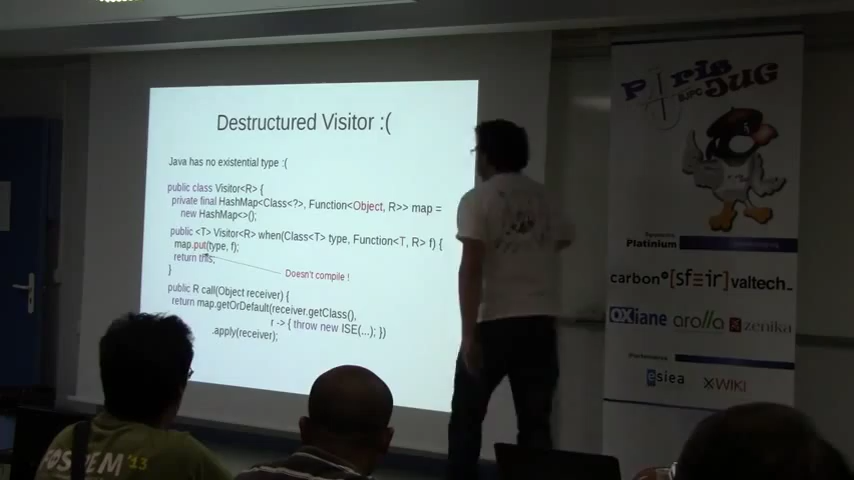 Destructured Visitor :(
Java has no existential type :(
public class Visitor<R> {
private final HashMap<Class<?>, Function<Object, R>> map =
new HashMap<>();
public <T> Visitor<R> when(Class<T> type, Function<T, R> f) {
map.put(type, f);
return this;
Doesn't compile !
}
public R call(Object receiver) {
return map.getOrDefault(receiver.getClass(),
r -> { throw new ISE(...); })
.apply(receiver);
Paris
JUG
Platinium
carbon
[sf=ir]
valtech_
OXiane
arolla
zenika
esiea
XWIKI
FOSDEM '13